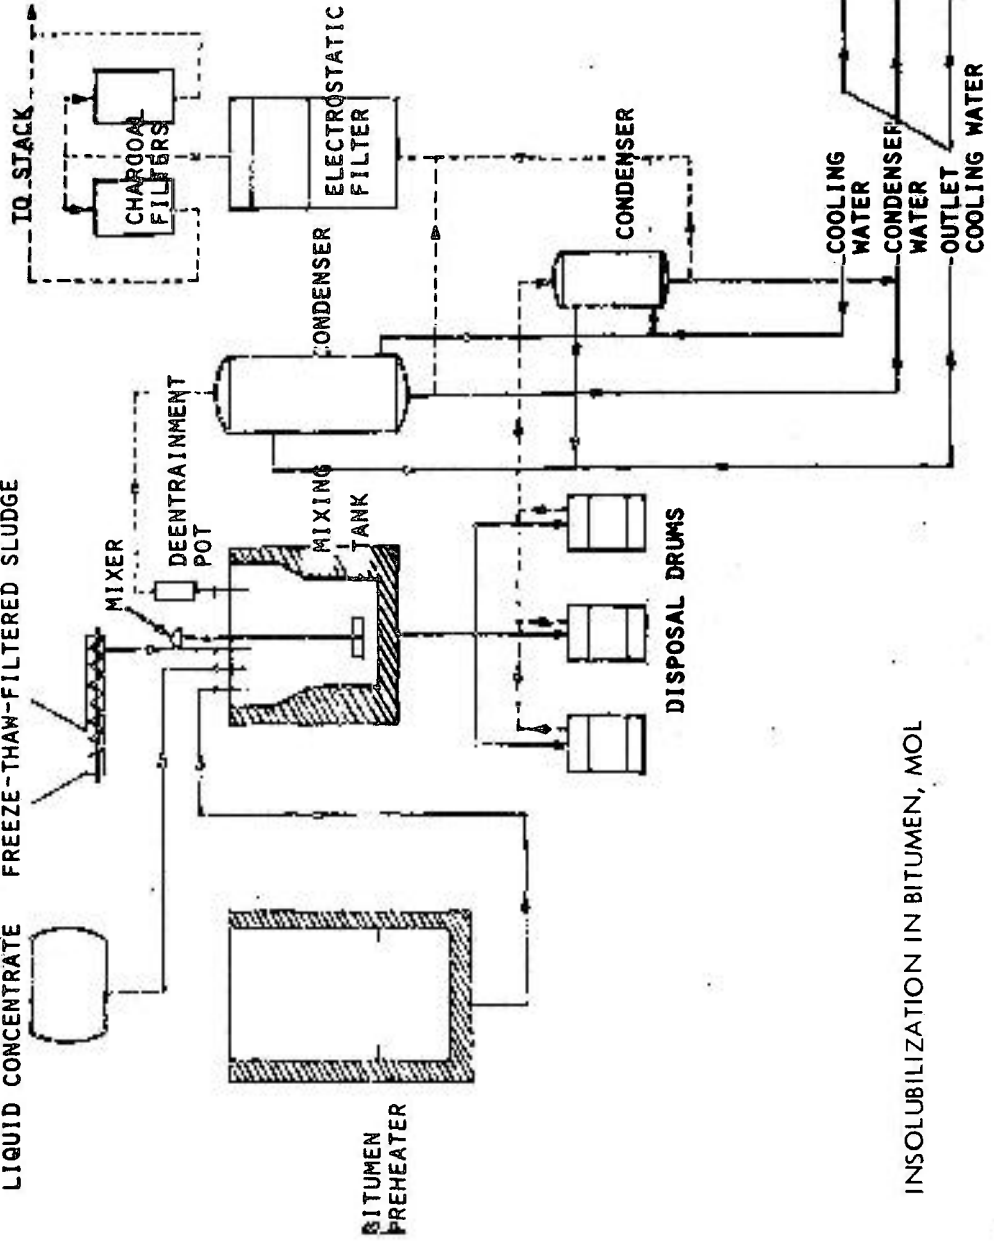 LIQUID CONCENTRATE
FREEZE-THAW-FILTERED SLUDGE
TO STACK
MIXER
DEENTRAINMENT
POT
CHARCOAL
FILTERS
CONDENSER
ELECTROSTATIC
FILTER
MIXING
TANK
BITUMEN
PREHEATER
CONDENSER
DISPOSAL DRUMS
COOLING
WATER
CONDENSER
WATER
OUTLET
COOLING WATER
INSOLUBILIZATION IN BITUMEN, MOL